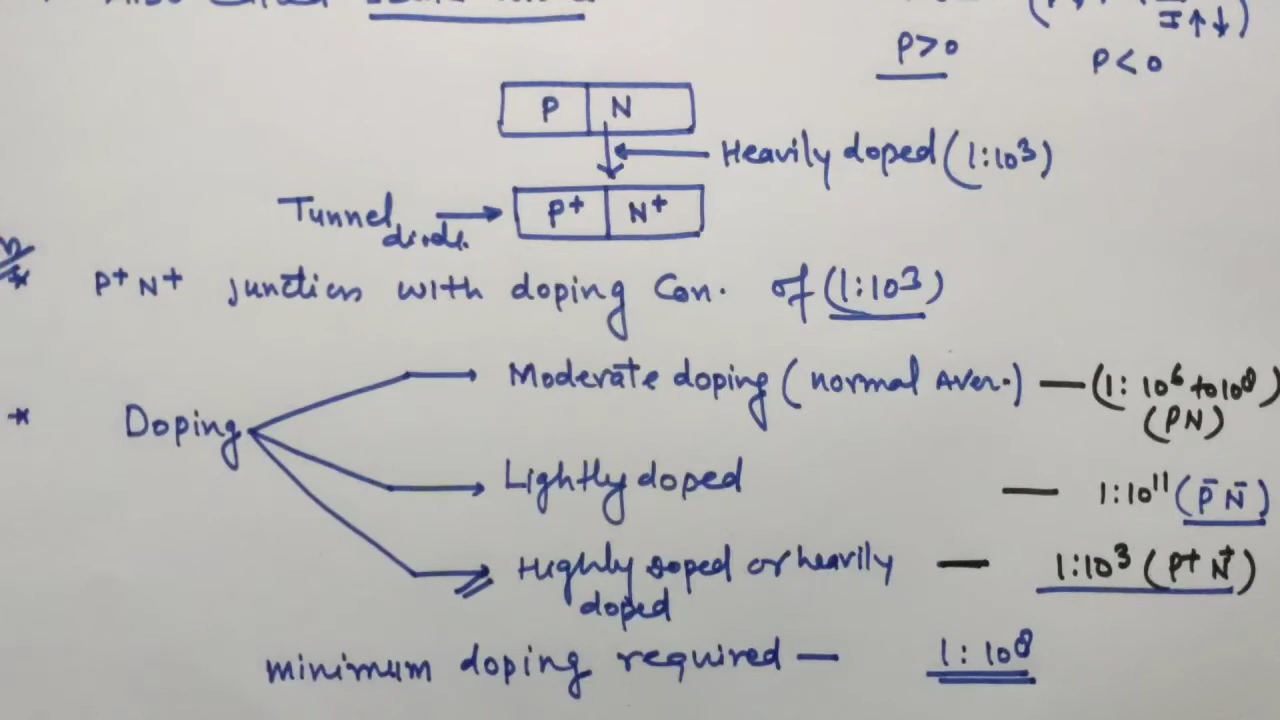 Also called
I↑↓)
P>0
P<0
P N
Heavily doped (1:10³)
Tunnel diode
P+ N+
* P+N+ junction with doping Con. of (1:10³)
Moderate doping (normal Aver.) — (1:10⁶ to 10⁸)
(PN)
* Doping
Lightly doped — 1:10¹¹ (P̄ N̄)
Highly doped or heavily doped — 1:10³ (P+ N+)
minimum doping required — 1:10⁸